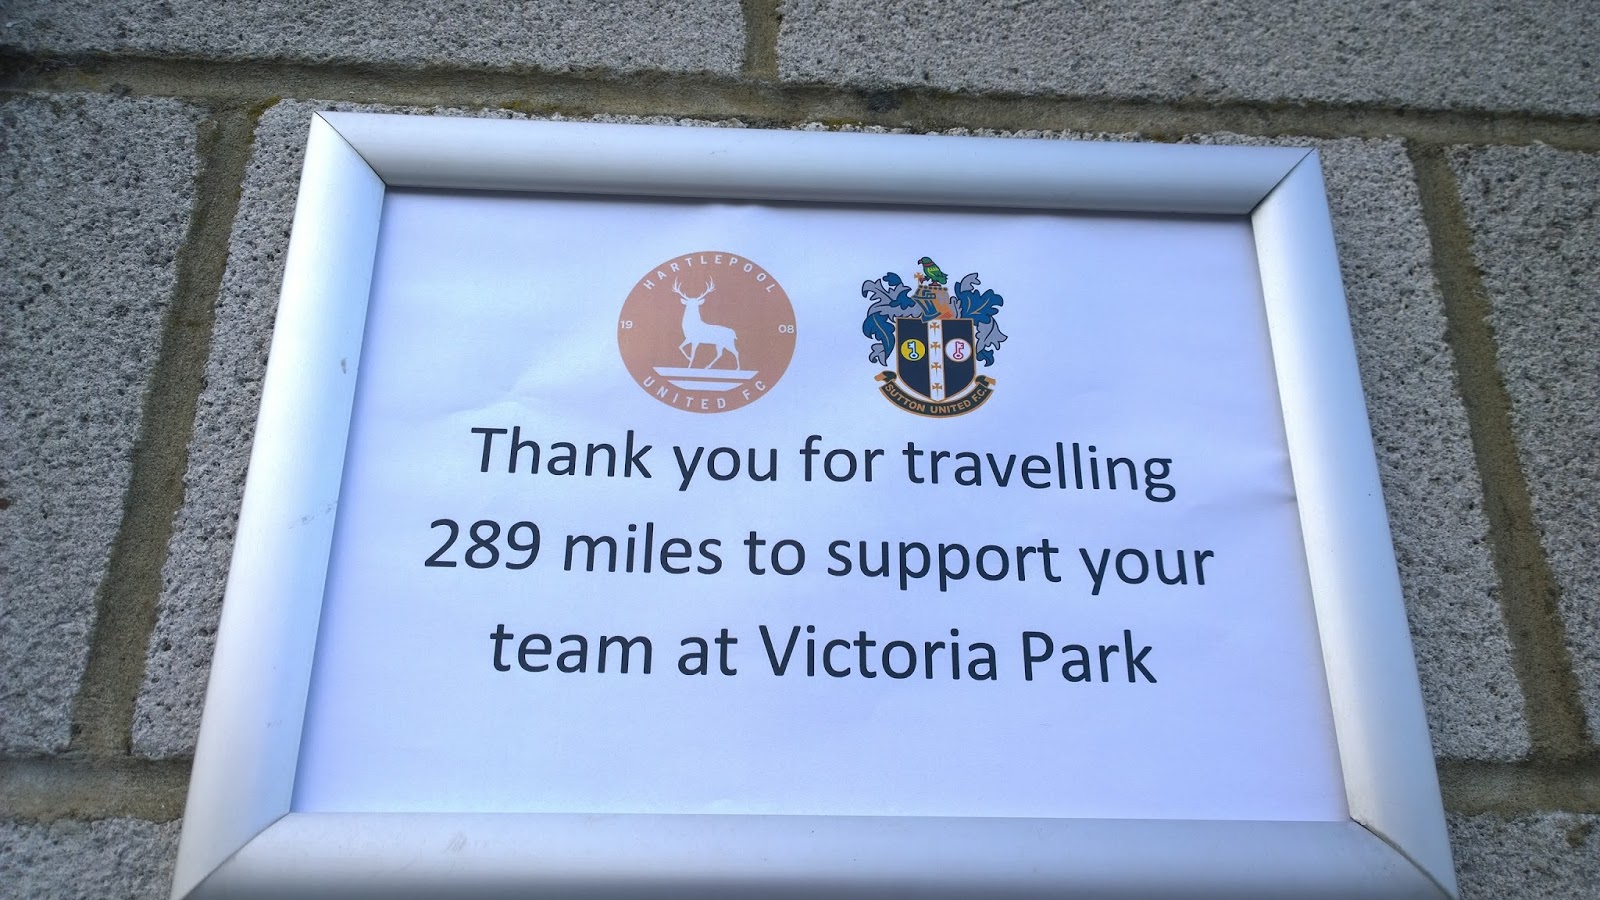 HARTLEPOOL
19 08
UNITED FC
SUTTON UNITED F.C.
Thank you for travelling
289 miles to support your
team at Victoria Park